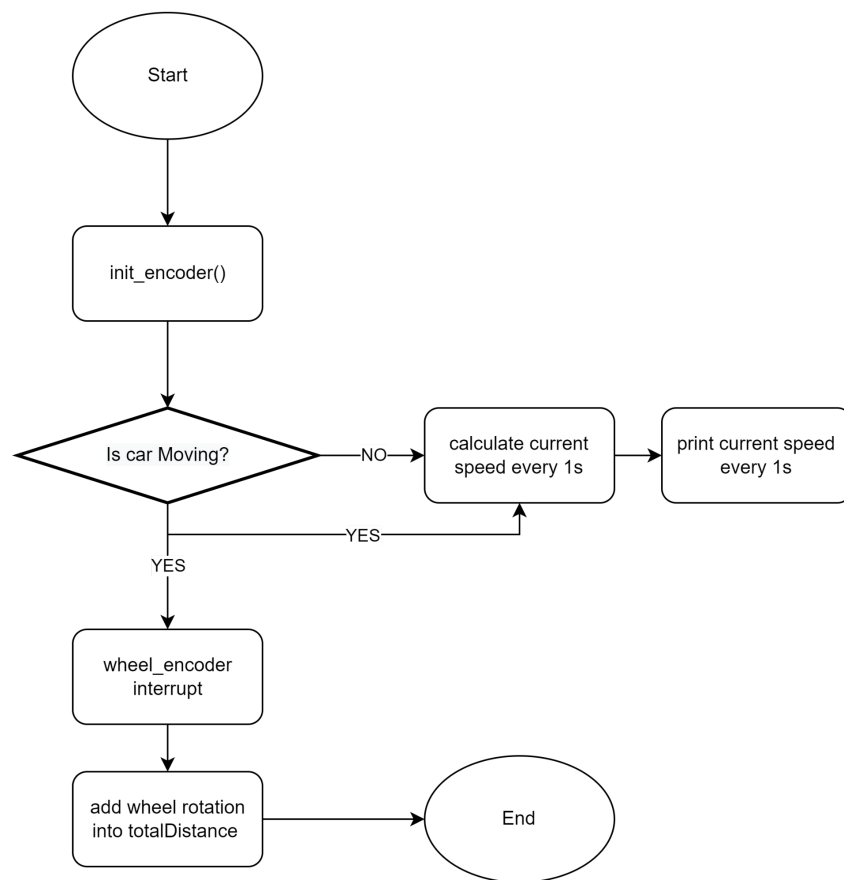 Start
init_encoder()
Is car Moving?
NO
calculate current
speed every 1s
print current speed
every 1s
YES
YES
wheel_encoder
interrupt
add wheel rotation
into totalDistance
End